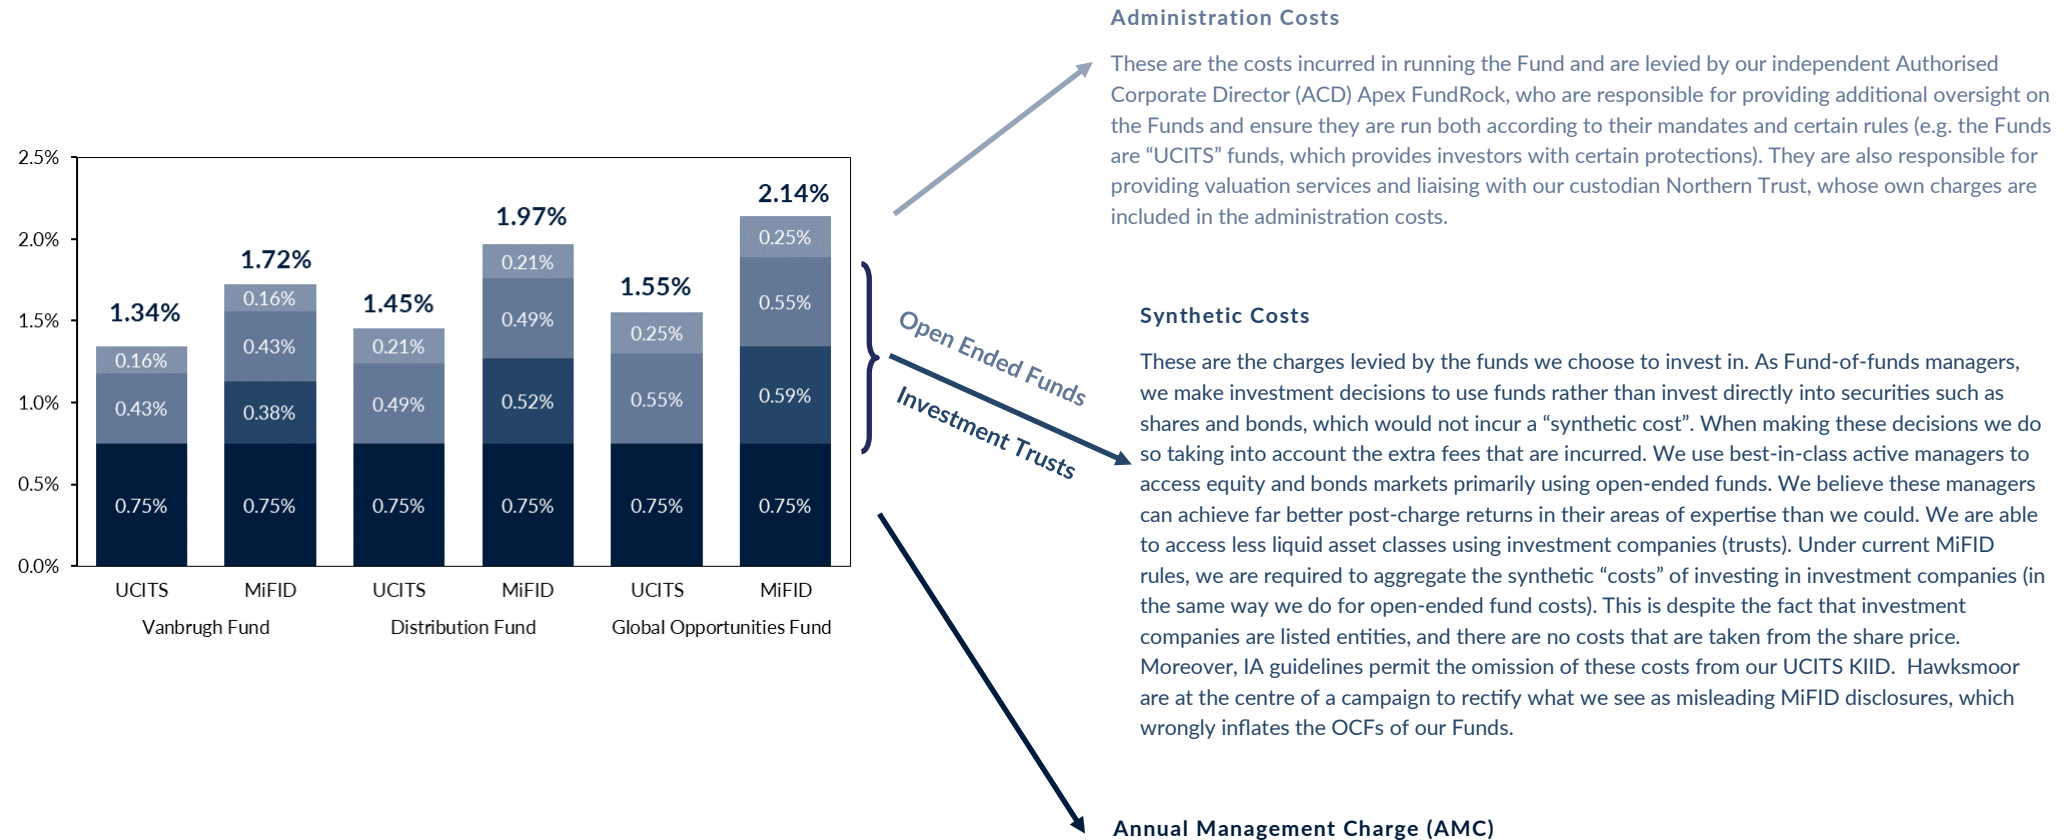 Administration Costs
These are the costs incurred in running the Fund and are levied by our independent Authorised
Corporate Director (ACD) Apex FundRock, who are responsible for providing additional oversight on
the Funds and ensure they are run both according to their mandates and certain rules (e.g. the Funds
are “UCITS” funds, which provides investors with certain protections). They are also responsible for
providing valuation services and liaising with our custodian Northern Trust, whose own charges are
included in the administration costs.
2.5%
2.0%
1.5%
1.0%
0.5%
0.0%
1.34%
0.16%
0.43%
0.75%
1.72%
0.16%
0.43%
0.38%
0.75%
1.45%
0.21%
0.49%
0.75%
1.97%
0.21%
0.49%
0.52%
0.75%
1.55%
0.25%
0.55%
0.75%
2.14%
0.25%
0.55%
0.59%
0.75%
UCITS MiFID UCITS MiFID UCITS MiFID
Vanbrugh Fund Distribution Fund Global Opportunities Fund
Open Ended Funds
Investment Trusts
Synthetic Costs
These are the charges levied by the funds we choose to invest in. As Fund-of-funds managers,
we make investment decisions to use funds rather than invest directly into securities such as
shares and bonds, which would not incur a “synthetic cost”. When making these decisions we do
so taking into account the extra fees that are incurred. We use best-in-class active managers to
access equity and bonds markets primarily using open-ended funds. We believe these managers
can achieve far better post-charge returns in their areas of expertise than we could. We are able
to access less liquid asset classes using investment companies (trusts). Under current MiFID
rules, we are required to aggregate the synthetic “costs” of investing in investment companies (in
the same way we do for open-ended fund costs). This is despite the fact that investment
companies are listed entities, and there are no costs that are taken from the share price.
Moreover, IA guidelines permit the omission of these costs from our UCITS KIID.  Hawksmoor
are at the centre of a campaign to rectify what we see as misleading MiFID disclosures, which
wrongly inflates the OCFs of our Funds.
Annual Management Charge (AMC)